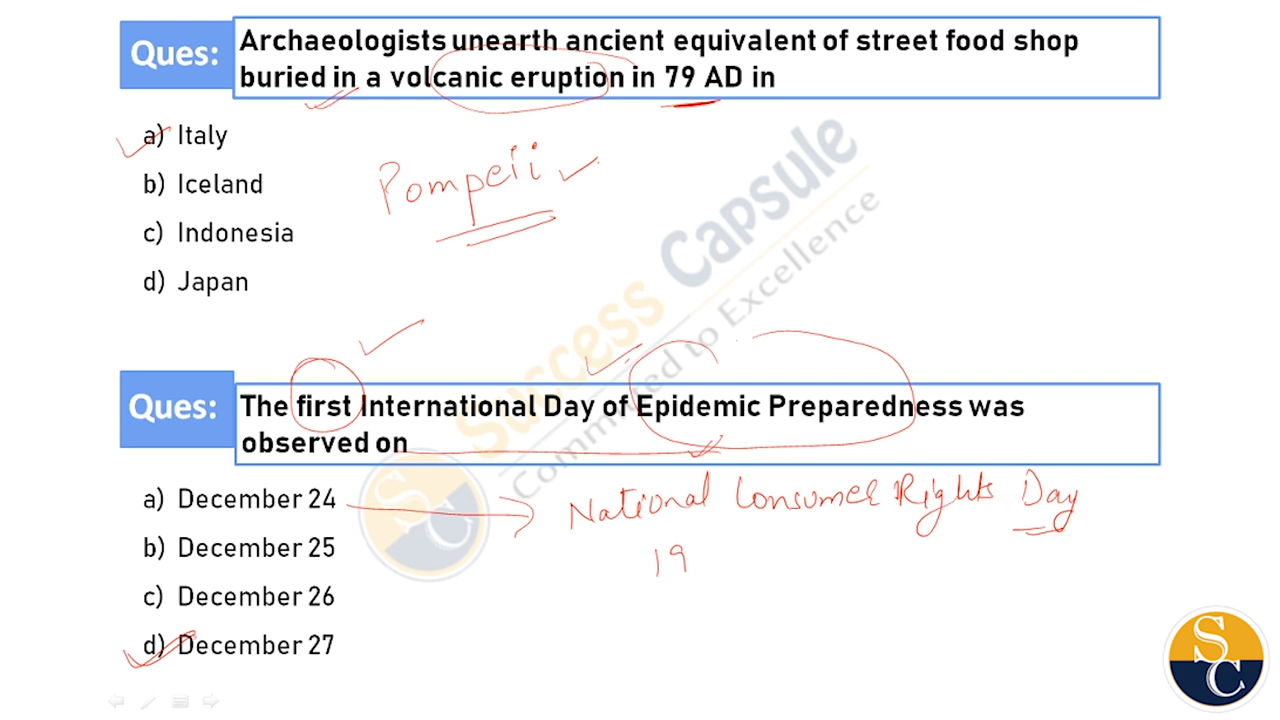 Ques: Archaeologists unearth ancient equivalent of street food shop
buried in a volcanic eruption in 79 AD in
a) Italy
b) Iceland
c) Indonesia
d) Japan
Pompeii
Ques: The first International Day of Epidemic Preparedness was
observed on
a) December 24
National Consumer Rights Day
19
b) December 25
c) December 26
d) December 27
Success Capsule
Committed to Excellence
SC
SC